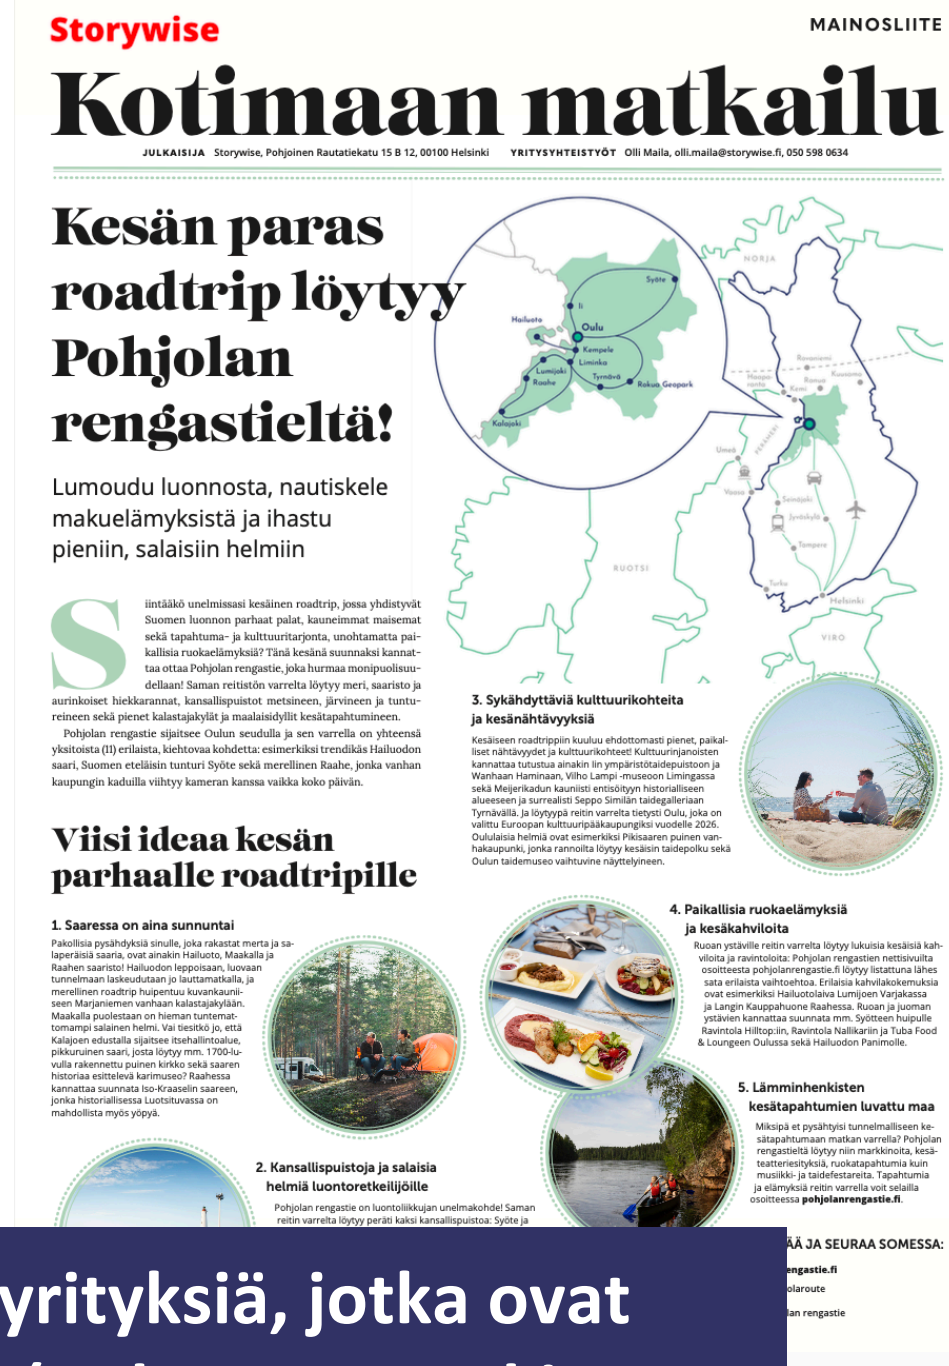 Storywise
MAINOSLIITE
Kotimaan matkailu
JULKAISIJA Storywise, Pohjoinen Rautatiekatu 15 B 12, 00100 Helsinki YRITYSYHTEISTYÖT Olli Maila, olli.maila@storywise.fi, 050 598 0634
Kesän paras
roadtrip löytyy
Pohjolan
rengastieltä!
Lumoudu luonnosta, nautiskele
makuelämyksistä ja ihastu
pieniin, salaisiin helmiin
Siintääkö unelmissasi kesäinen roadtrip, jossa yhdistyvät
Suomen luonnon parhaat palat, kauneimmat maisemat
sekä tapahtuma- ja kulttuuritarjonta, unohtamatta pai-
kallisia ruokaelämyksiä? Tänä kesänä suunnaksi kannat-
taa ottaa Pohjolan rengastie, joka hurmaa monipuolisuu-
dellaan! Saman reitistön varrelta löytyy meri, saaristo ja
aurinkoiset hiekkarannat, kansallispuistot metsineen, järvineen ja tuntu-
reineen sekä pienet kalastajakylät ja maalaisidyllit kesätapahtumineen.
Pohjolan rengastie sijaitsee Oulun seudulla ja sen varrella on yhteensä
yksitoista (11) erilaista, kiehtovaa kohdetta: esimerkiksi trendikäs Hailuodon
saari, Suomen eteläisin tunturi Syöte sekä merellinen Raahe, jonka vanhan
kaupungin kaduilla viihtyy kameran kanssa vaikka koko päivän.
Viisi ideaa kesän
parhaalle roadtripille
1. Saaressa on aina sunnuntai
Pakollisia pysähdyksiä sinulle, joka rakastat merta ja sa-
laperäisiä saaria, ovat ainakin Hailuoto, Maakalla ja
Raahen saaristo! Hailuodon leppoisaan, luovaan
tunnelmaan laskeudutaan jo lauttamatkalla, ja
merellinen roadtrip huipentuu kuvankaunii-
seen Marjaniemen vanhaan kalastajakylään.
Maakalla puolestaan on hieman tuntemat-
tomampi salainen helmi. Vai tiesitkö jo, että
Kalajoen edustalla sijaitsee itsehallintoalue,
pikkuruinen saari, josta löytyy mm. 1700-lu-
vulla rakennettu puinen kirkko sekä saaren
historiaa esittelevä karimuseo? Raahessa
kannattaa suunnata Iso-Kraaselin saareen,
jonka historiallisessa Luotsituvassa on
mahdollista myös yöpyä.
2. Kansallispuistoja ja salaisia
helmiä luontoretkeilijöille
Pohjolan rengastie on luontoliikkujan unelmakohde! Saman
reitin varrelta löytyy peräti kaksi kansallispuistoa: Syöte ja
Syöte
Ii
Hailuoto
Oulu
Kempele
Liminka
Lumijoki
Raahe
Tyrnävä
Rokua Geopark
Kalajoki
NORJA
Rovaniemi
Haapa-
ranta
Ranua
Kuusamo
Kemi
PERÄMERI
Umeå
Vaasa
Seinäjoki
Jyväskylä
Tampere
RUOTSI
Turku
Helsinki
VIRO
3. Sykähdyttäviä kulttuurikohteita
ja kesänähtävyyksiä
Kesäiseen roadtrippiin kuuluu ehdottomasti pienet, paikal-
liset nähtävyydet ja kulttuurikohteet! Kulttuurinjanoisten
kannattaa tutustua ainakin Iin ympäristötaidepuistoon ja
Wanhaan Haminaan, Vilho Lampi -museoon Limingassa
sekä Meijerikadun kauniisti entisöityyn historialliseen
alueeseen ja surrealisti Seppo Similän taidegalleriaan
Tyrnävällä. Ja löytyypä reitin varrelta tietysti Oulu, joka on
valittu Euroopan kulttuuripääkaupungiksi vuodelle 2026.
Oululaisia helmiä ovat esimerkiksi Pikisaaren puinen van-
hakaupunki, jonka rannoilta löytyy kesäisin taidepolku sekä
Oulun taidemuseo vaihtuvine näyttelyineen.
4. Paikallisia ruokaelämyksiä
ja kesäkahviloita
Ruoan ystäville reitin varrelta löytyy lukuisia kesäisiä kah-
viloita ja ravintoloita: Pohjolan rengastien nettisivuilta
osoitteesta pohjolanrengastie.fi löytyy listattuna lähes
sata erilaista vaihtoehtoa. Erilaisia kahvilakokemuksia
ovat esimerkiksi Hailuotolaiva Lumijoen Varjakassa
ja Langin Kauppahuone Raahessa. Ruoan ja juoman
ystävien kannattaa suunnata mm. Syötteen huipulle
Ravintola Hilltop:iin, Ravintola Nallikariin ja Tuba Food
& Loungeen Oulussa sekä Hailuodon Panimolle.
5. Lämminhenkisten
kesätapahtumien luvattu maa
Miksipä et pysähtyisi tunnelmalliseen ke-
sätapahtumaan matkan varrella? Pohjolan
rengastieltä löytyy niin markkinoita, kesä-
teatteriesityksiä, ruokatapahtumia kuin
musiikki- ja taidefestareita. Tapahtumia
ja elämyksiä reitin varrella voit selailla
osoitteessa pohjolanrengastie.fi.
ÄÄ JA SEURAA SOMESSA:
engastie.fi
olaroute
lan rengastie
yrityksiä, jotka ovat